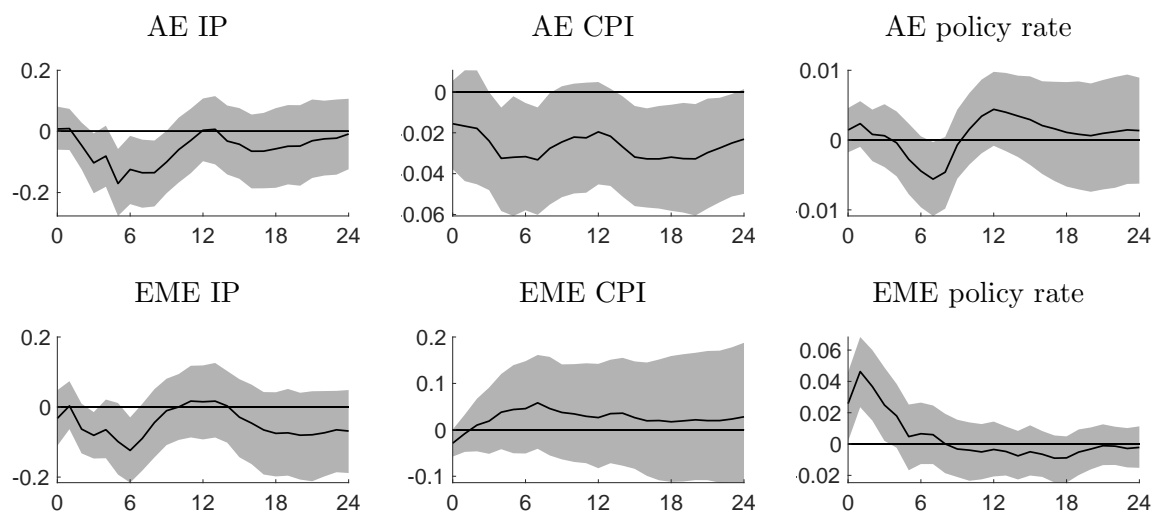 AE IP AE CPI AE policy rate
0.2 0 -0.2
0 0.02 0.04 0.06
0.01 0 0.01
0 6 12 18 24 0 6 12 18 24 0 6 12 18 24
EME IP EME CPI EME policy rate
0.2 0 -0.2
0.2 0.1 0 -0.1
0.06 0.04 0.02 0 0.02
0 6 12 18 24 0 6 12 18 24 0 6 12 18 24